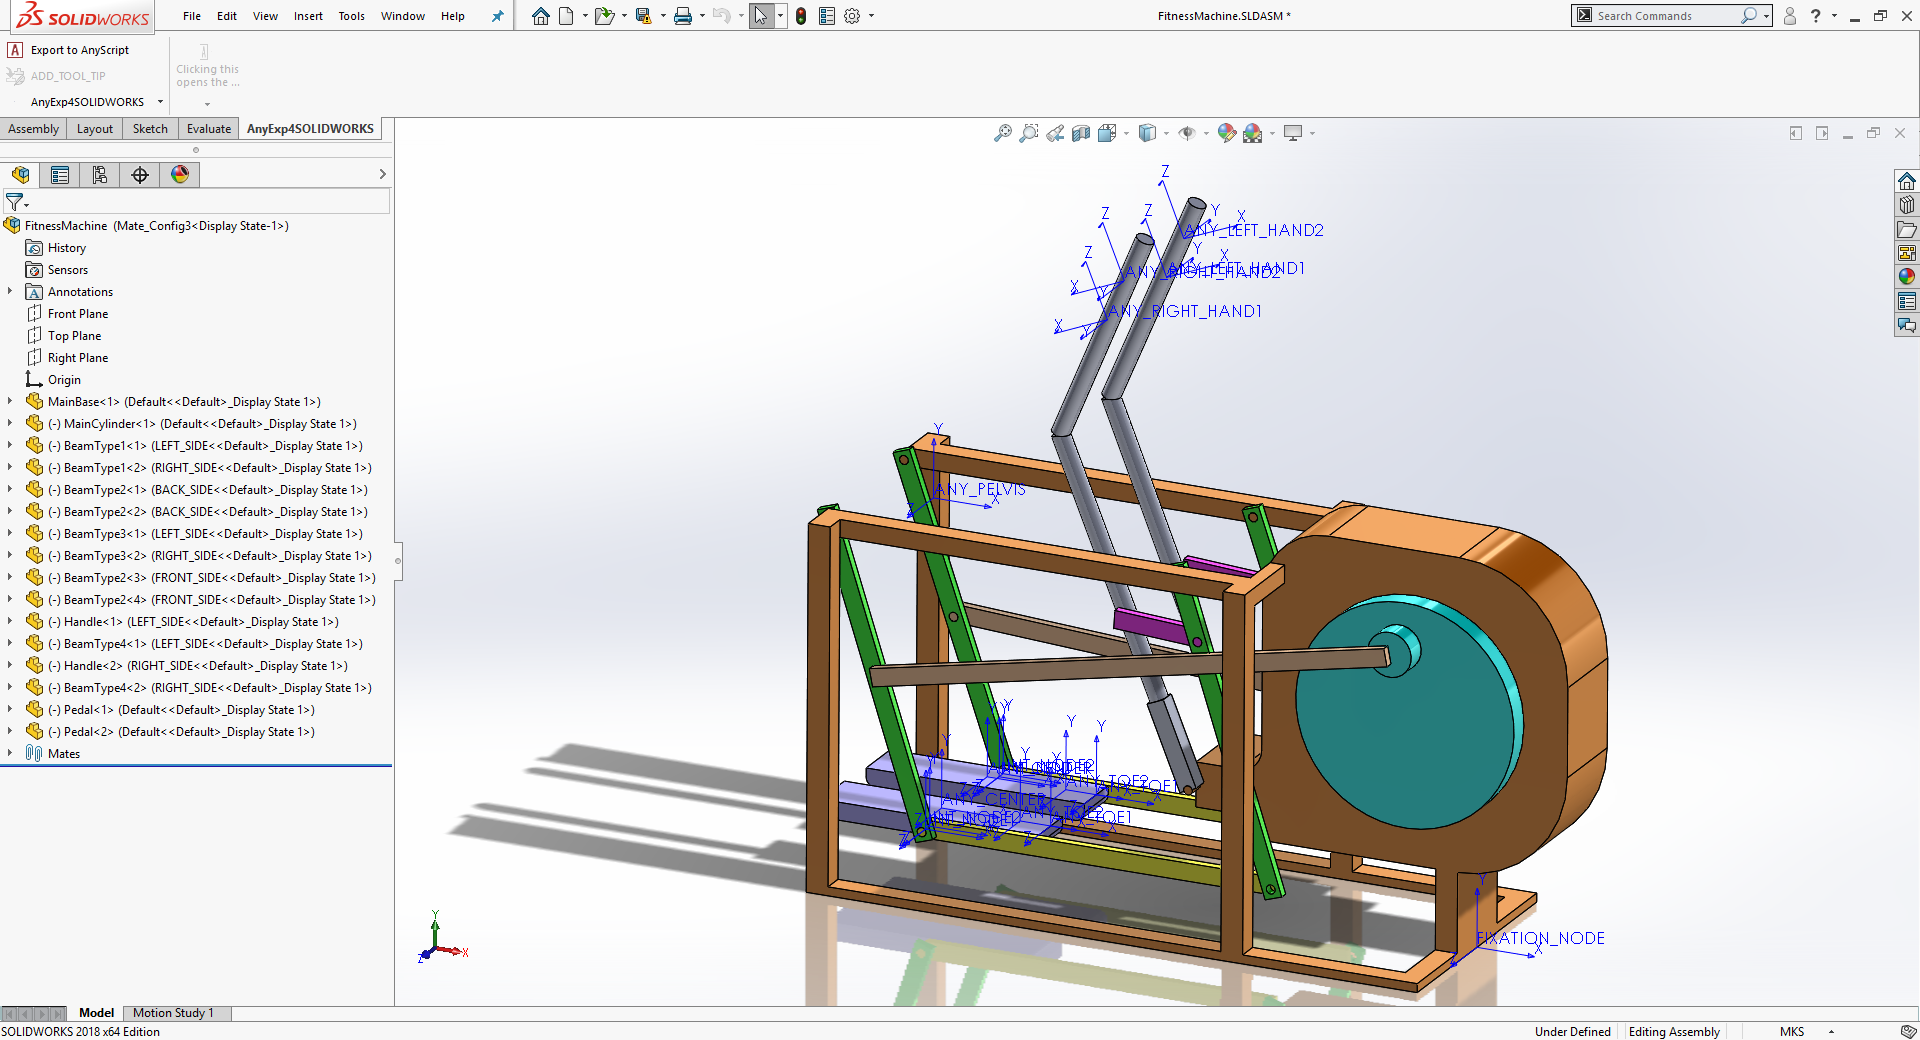 SOLIDWORKS
File Edit View Insert Tools Window Help
FitnessMachine.SLDASM *
Search Commands
Export to AnyScript
ADD_TOOL_TIP
AnyExp4SOLIDWORKS
Clicking this
opens the ...
Assembly Layout Sketch Evaluate AnyExp4SOLIDWORKS
FitnessMachine (Mate_Config3<Display State-1>)
History
Sensors
Annotations
Front Plane
Top Plane
Right Plane
Origin
MainBase<1> (Default<<Default>_Display State 1>)
(-) MainCylinder<1> (Default<<Default>_Display State 1>)
(-) BeamType1<1> (LEFT_SIDE<<Default>_Display State 1>)
(-) BeamType1<2> (RIGHT_SIDE<<Default>_Display State 1>)
(-) BeamType2<1> (BACK_SIDE<<Default>_Display State 1>)
(-) BeamType2<2> (BACK_SIDE<<Default>_Display State 1>)
(-) BeamType3<1> (LEFT_SIDE<<Default>_Display State 1>)
(-) BeamType3<2> (RIGHT_SIDE<<Default>_Display State 1>)
(-) BeamType2<3> (FRONT_SIDE<<Default>_Display State 1>)
(-) BeamType2<4> (FRONT_SIDE<<Default>_Display State 1>)
(-) Handle<1> (LEFT_SIDE<<Default>_Display State 1>)
(-) BeamType4<1> (LEFT_SIDE<<Default>_Display State 1>)
(-) Handle<2> (RIGHT_SIDE<<Default>_Display State 1>)
(-) BeamType4<2> (RIGHT_SIDE<<Default>_Display State 1>)
(-) Pedal<1> (Default<<Default>_Display State 1>)
(-) Pedal<2> (Default<<Default>_Display State 1>)
Mates
ANY_LEFT_HAND2
ANY_LEFT_HAND1
ANY_RIGHT_HAND2
ANY_RIGHT_HAND1
ANY_PELVIS
ANY_TOE2
ANY_CENTER
ANY_TOE1
FIXATION_NODE
Model Motion Study 1
SOLIDWORKS 2018 x64 Edition
Under Defined Editing Assembly MKS